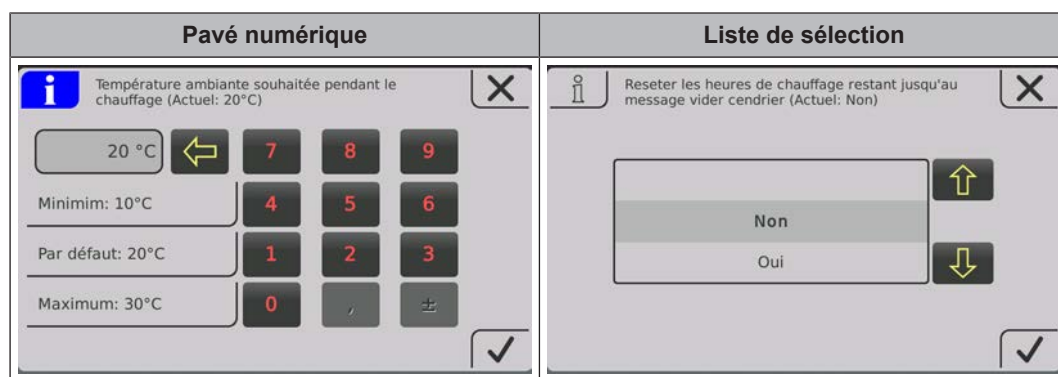 Pavé numérique
Liste de sélection
Température ambiante souhaitée pendant le
chauffage (Actuel: 20°C)
20 °C
7 8 9
Minimim: 10°C
4 5 6
Par défaut: 20°C
1 2 3
Maximum: 30°C
0 , ±
Reseter les heures de chauffage restant jusqu'au
message vider cendrier (Actuel: Non)
Non
Oui